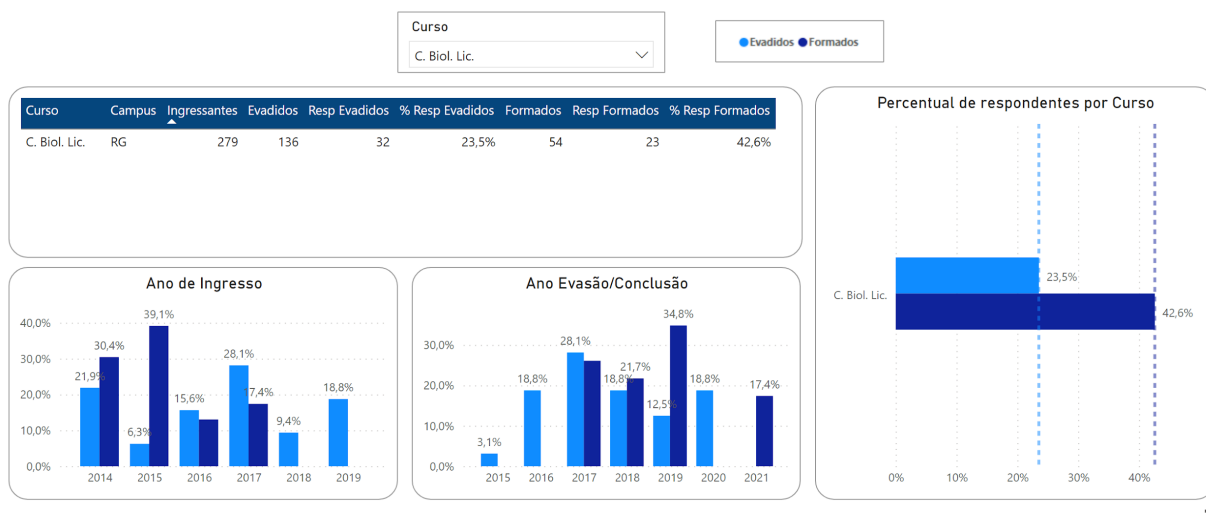 Curso
C. Biol. Lic.
Evadidos Formados
Curso Campus Ingressantes Evadidos Resp Evadidos % Resp Evadidos Formados Resp Formados % Resp Formados
C. Biol. Lic. RG 279 136 32 23,5% 54 23 42,6%
Percentual de respondentes por Curso
C. Biol. Lic.
23,5%
42,6%
0% 10% 20% 30% 40%
Ano de Ingresso
40,0%
30,0%
20,0%
10,0%
0,0%
21,9% 30,4% 6,3% 39,1% 15,6% 28,1% 17,4% 9,4% 18,8%
2014 2015 2016 2017 2018 2019
Ano Evasão/Conclusão
30,0%
20,0%
10,0%
0,0%
3,1% 18,8% 28,1% 18,8% 21,7% 12,5% 34,8% 18,8% 17,4%
2015 2016 2017 2018 2019 2020 2021